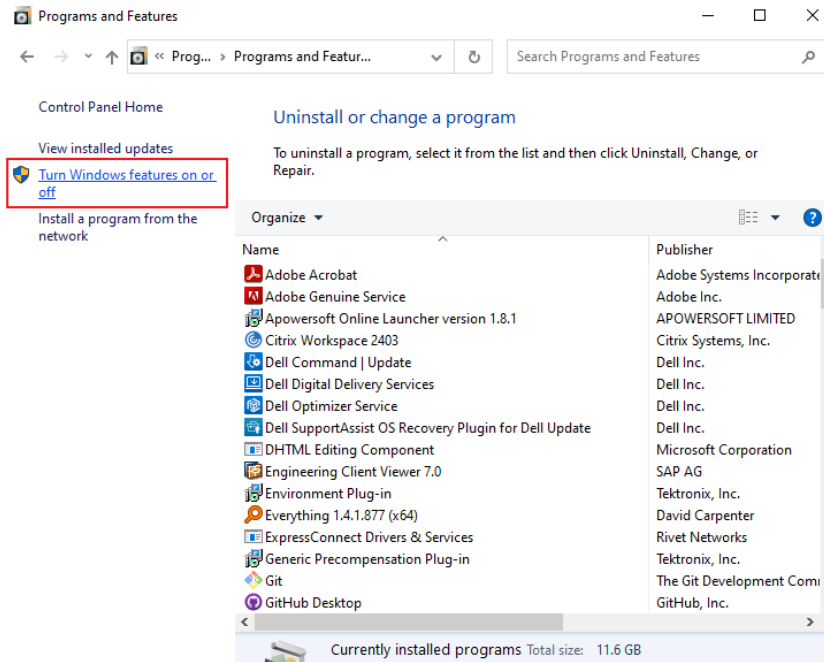 Programs and Features
« Prog... › Programs and Featur...
Search Programs and Features
Control Panel Home
View installed updates
Turn Windows features on or
off
Install a program from the
network
Uninstall or change a program
To uninstall a program, select it from the list and then click Uninstall, Change, or
Repair.
Organize
?
Name Publisher
Adobe Acrobat Adobe Systems Incorporate
Adobe Genuine Service Adobe Inc.
Apowersoft Online Launcher version 1.8.1 APOWERSOFT LIMITED
Citrix Workspace 2403 Citrix Systems, Inc.
Dell Command | Update Dell Inc.
Dell Digital Delivery Services Dell Inc.
Dell Optimizer Service Dell Inc.
Dell SupportAssist OS Recovery Plugin for Dell Update Dell Inc.
DHTML Editing Component Microsoft Corporation
Engineering Client Viewer 7.0 SAP AG
Environment Plug-in Tektronix, Inc.
Everything 1.4.1.877 (x64) David Carpenter
ExpressConnect Drivers & Services Rivet Networks
Generic Precompensation Plug-in Tektronix, Inc.
Git The Git Development Com
GitHub Desktop GitHub, Inc.
Currently installed programs Total size: 11.6 GB